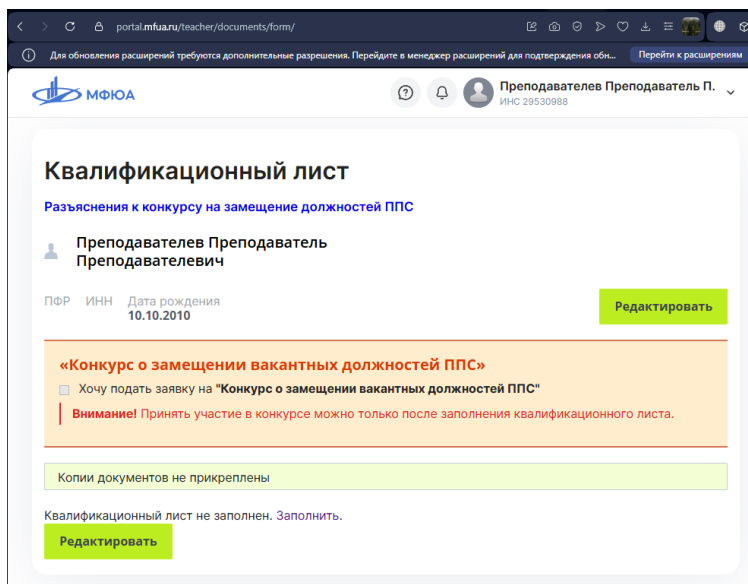 portal.mfua.ru/teacher/documents/form/
Для обновления расширений требуются дополнительные разрешения. Перейдите в менеджер расширений для подтверждения обн... Перейти к расширениям
МФЮА
Преподавателев Преподаватель П.
ИНС 29530988
Квалификационный лист
Разъяснения к конкурсу на замещение должностей ППС
Преподавателев Преподаватель
Преподавателевич
ПФР ИНН Дата рождения
10.10.2010
Редактировать
«Конкурс о замещении вакантных должностей ППС»
Хочу подать заявку на "Конкурс о замещении вакантных должностей ППС"
Внимание! Принять участие в конкурсе можно только после заполнения квалификационного листа.
Копии документов не прикреплены
Квалификационный лист не заполнен. Заполнить.
Редактировать